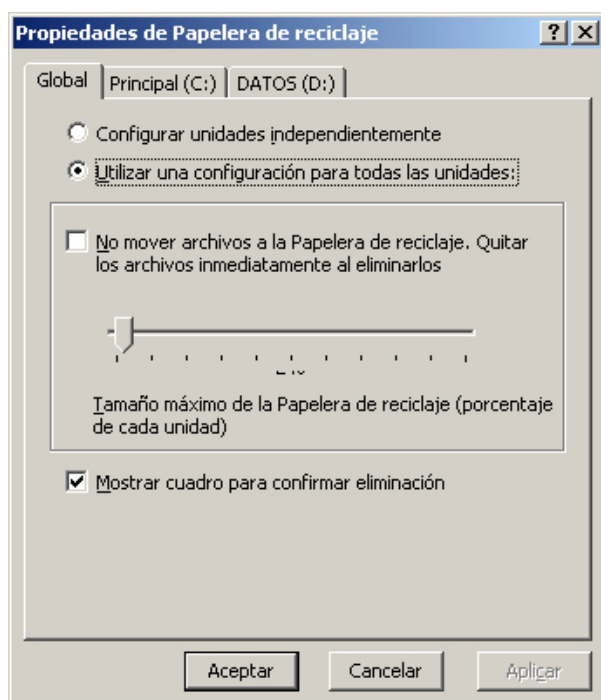 Propiedades de Papelera de reciclaje
Global Principal (C:) DATOS (D:)
Configurar unidades independientemente
Utilizar una configuración para todas las unidades:
No mover archivos a la Papelera de reciclaje. Quitar
los archivos inmediatamente al eliminarlos
Tamaño máximo de la Papelera de reciclaje (porcentaje
de cada unidad)
Mostrar cuadro para confirmar eliminación
Aceptar Cancelar Aplicar